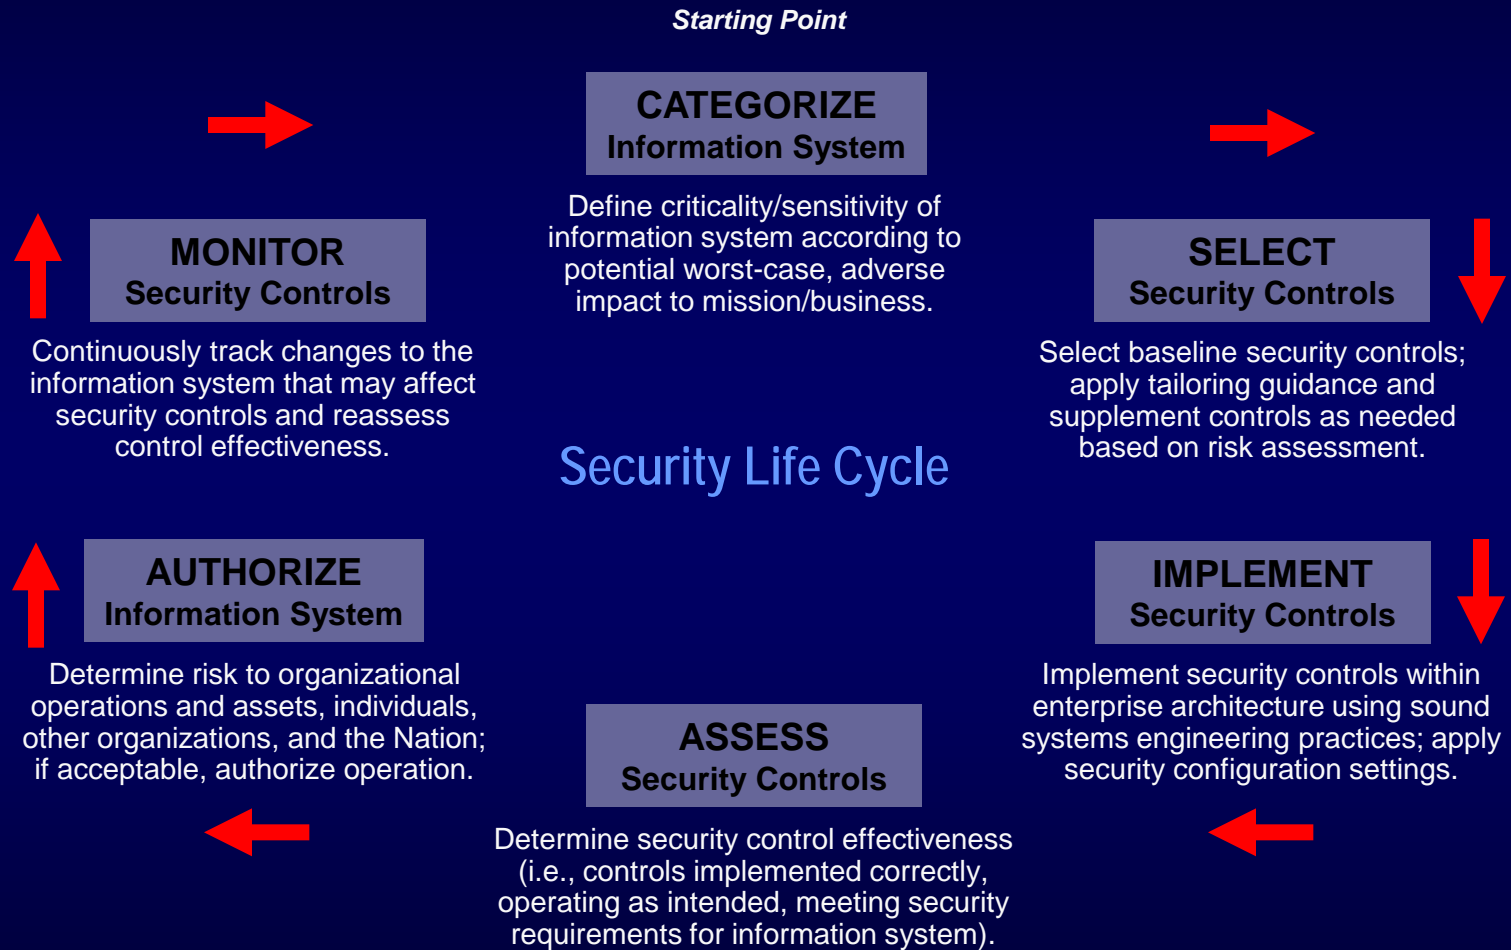 Starting Point
CATEGORIZE
Information System
Define criticality/sensitivity of
information system according to
potential worst-case, adverse
impact to mission/business.
MONITOR
Security Controls
Continuously track changes to the
information system that may affect
security controls and reassess
control effectiveness.
SELECT
Security Controls
Select baseline security controls;
apply tailoring guidance and
supplement controls as needed
based on risk assessment.
Security Life Cycle
AUTHORIZE
Information System
Determine risk to organizational
operations and assets, individuals,
other organizations, and the Nation;
if acceptable, authorize operation.
IMPLEMENT
Security Controls
Implement security controls within
enterprise architecture using sound
systems engineering practices; apply
security configuration settings.
ASSESS
Security Controls
Determine security control effectiveness
(i.e., controls implemented correctly,
operating as intended, meeting security
requirements for information system).